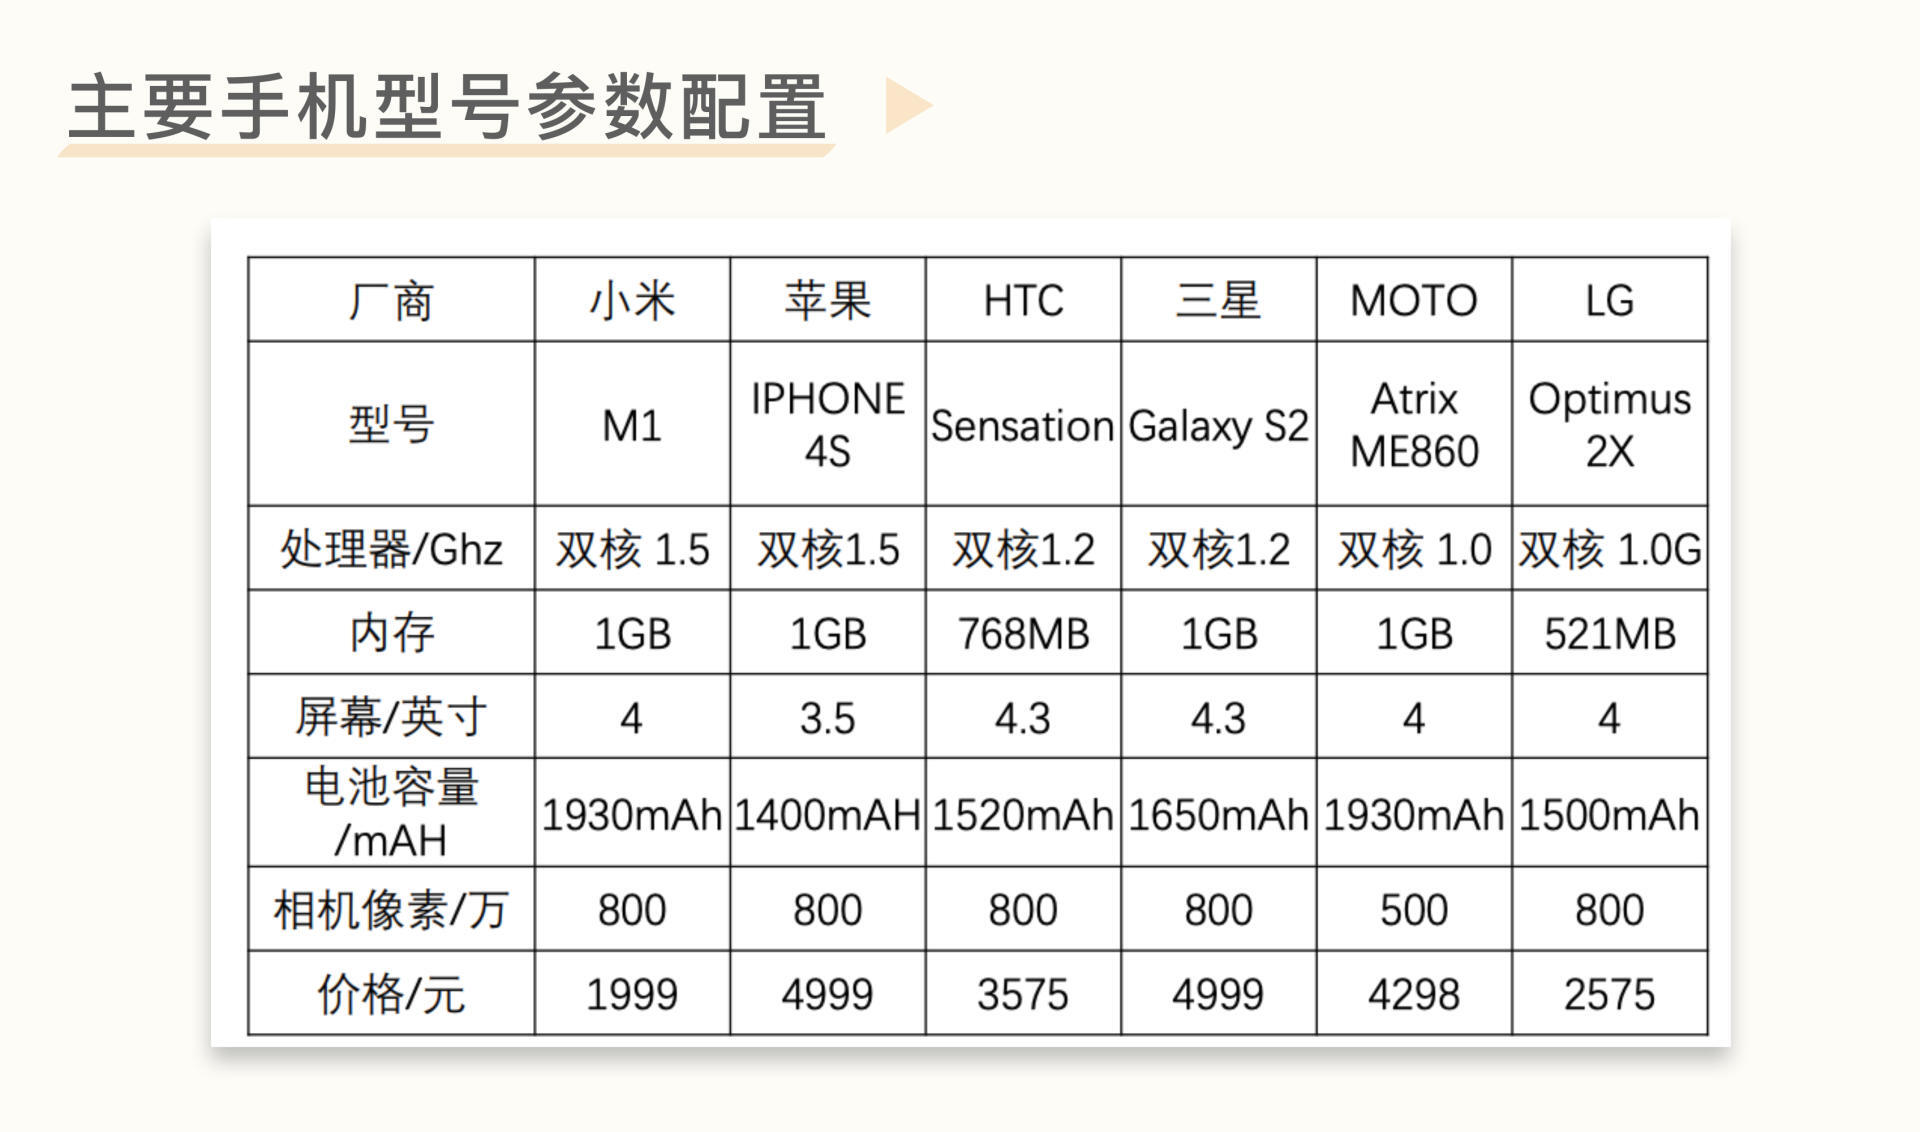 主要手机型号参数配置
厂商 小米 苹果 HTC 三星 MOTO LG
型号 M1 IPHONE 4S Sensation Galaxy S2 Atrix ME860 Optimus 2X
处理器/Ghz 双核 1.5 双核1.5 双核1.2 双核1.2 双核 1.0 双核 1.0G
内存 1GB 1GB 768MB 1GB 1GB 521MB
屏幕/英寸 4 3.5 4.3 4.3 4 4
电池容量/mAH 1930mAh 1400mAH 1520mAh 1650mAh 1930mAh 1500mAh
相机像素/万 800 800 800 800 500 800
价格/元 1999 4999 3575 4999 4298 2575